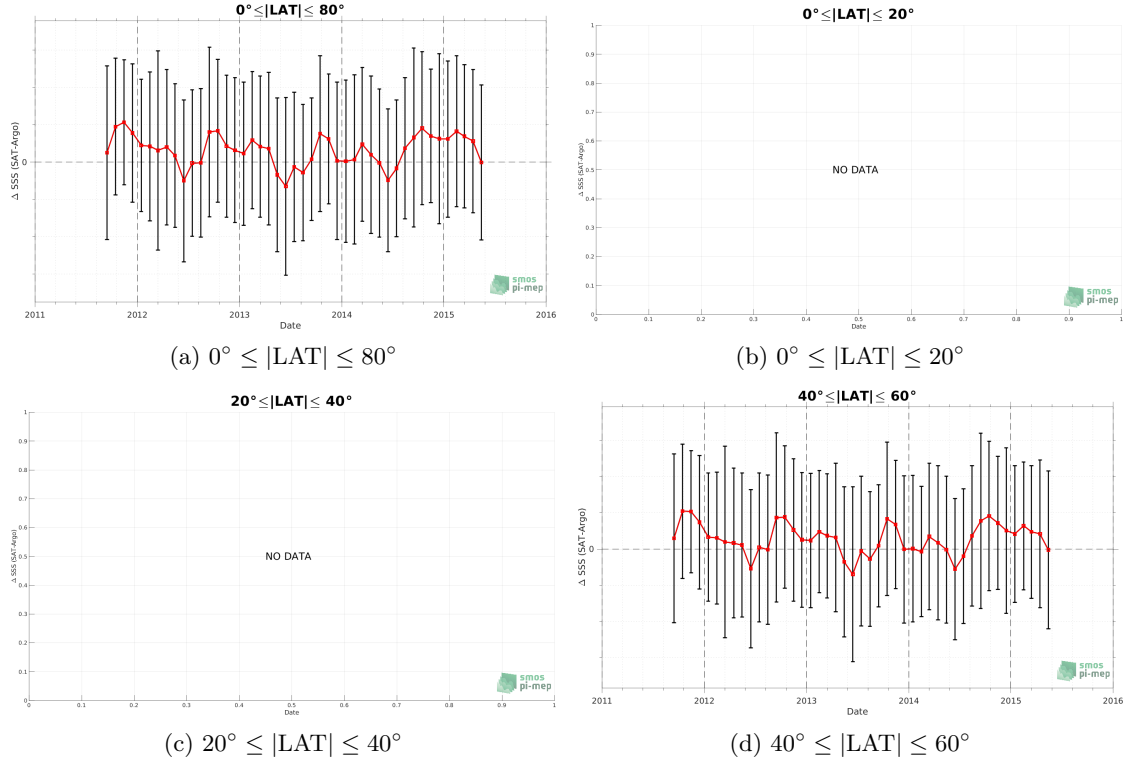 0°≤|LAT|≤ 80°
Δ SSS (SAT-Argo)
0
2011 2012 2013 2014 2015 2016
Date
smos
pi-mep
(a) 0° ≤ |LAT| ≤ 80°
0°≤|LAT|≤ 20°
Δ SSS (SAT-Argo)
1
0.9
0.8
0.7
0.6
0.5
0.4
0.3
0.2
0.1
0
NO DATA
0 0.1 0.2 0.3 0.4 0.5 0.6 0.7 0.8 0.9 1
Date
smos
pi-mep
(b) 0° ≤ |LAT| ≤ 20°
20°≤|LAT|≤ 40°
Δ SSS (SAT-Argo)
1
0.9
0.8
0.7
0.6
0.5
0.4
0.3
0.2
0.1
0
NO DATA
0 0.1 0.2 0.3 0.4 0.5 0.6 0.7 0.8 0.9 1
Date
smos
pi-mep
(c) 20° ≤ |LAT| ≤ 40°
40°≤|LAT|≤ 60°
Δ SSS (SAT-Argo)
0
2011 2012 2013 2014 2015 2016
Date
smos
pi-mep
(d) 40° ≤ |LAT| ≤ 60°